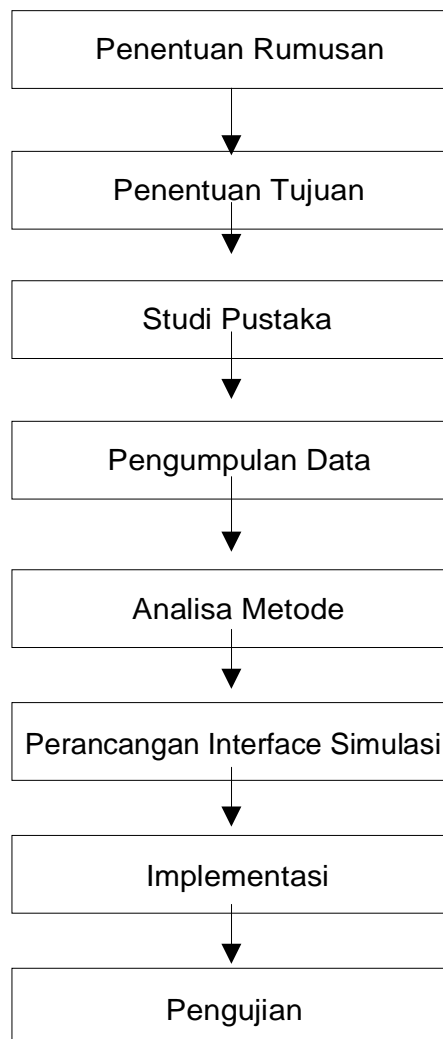 Penentuan Rumusan
Penentuan Tujuan
Studi Pustaka
Pengumpulan Data
Analisa Metode
Perancangan Interface Simulasi
Implementasi
Pengujian